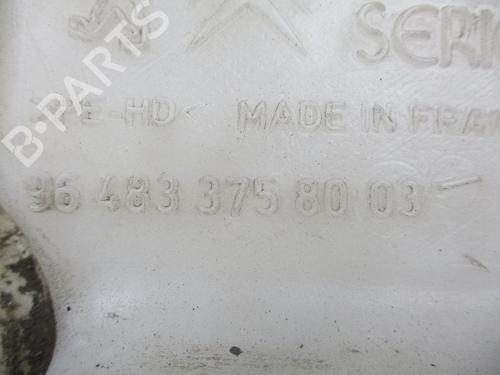 SERI
PE-HD< MADE IN FRA
96 483 375 80 03
B-PARTS